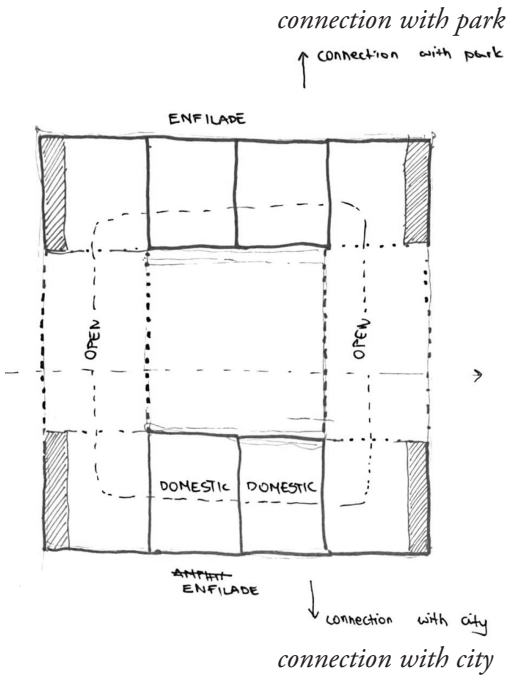 connection with park
connection with park
ENFILADE
OPEN
OPEN
DOMESTIC DOMESTIC
ENFILADE
connection with city
connection with city